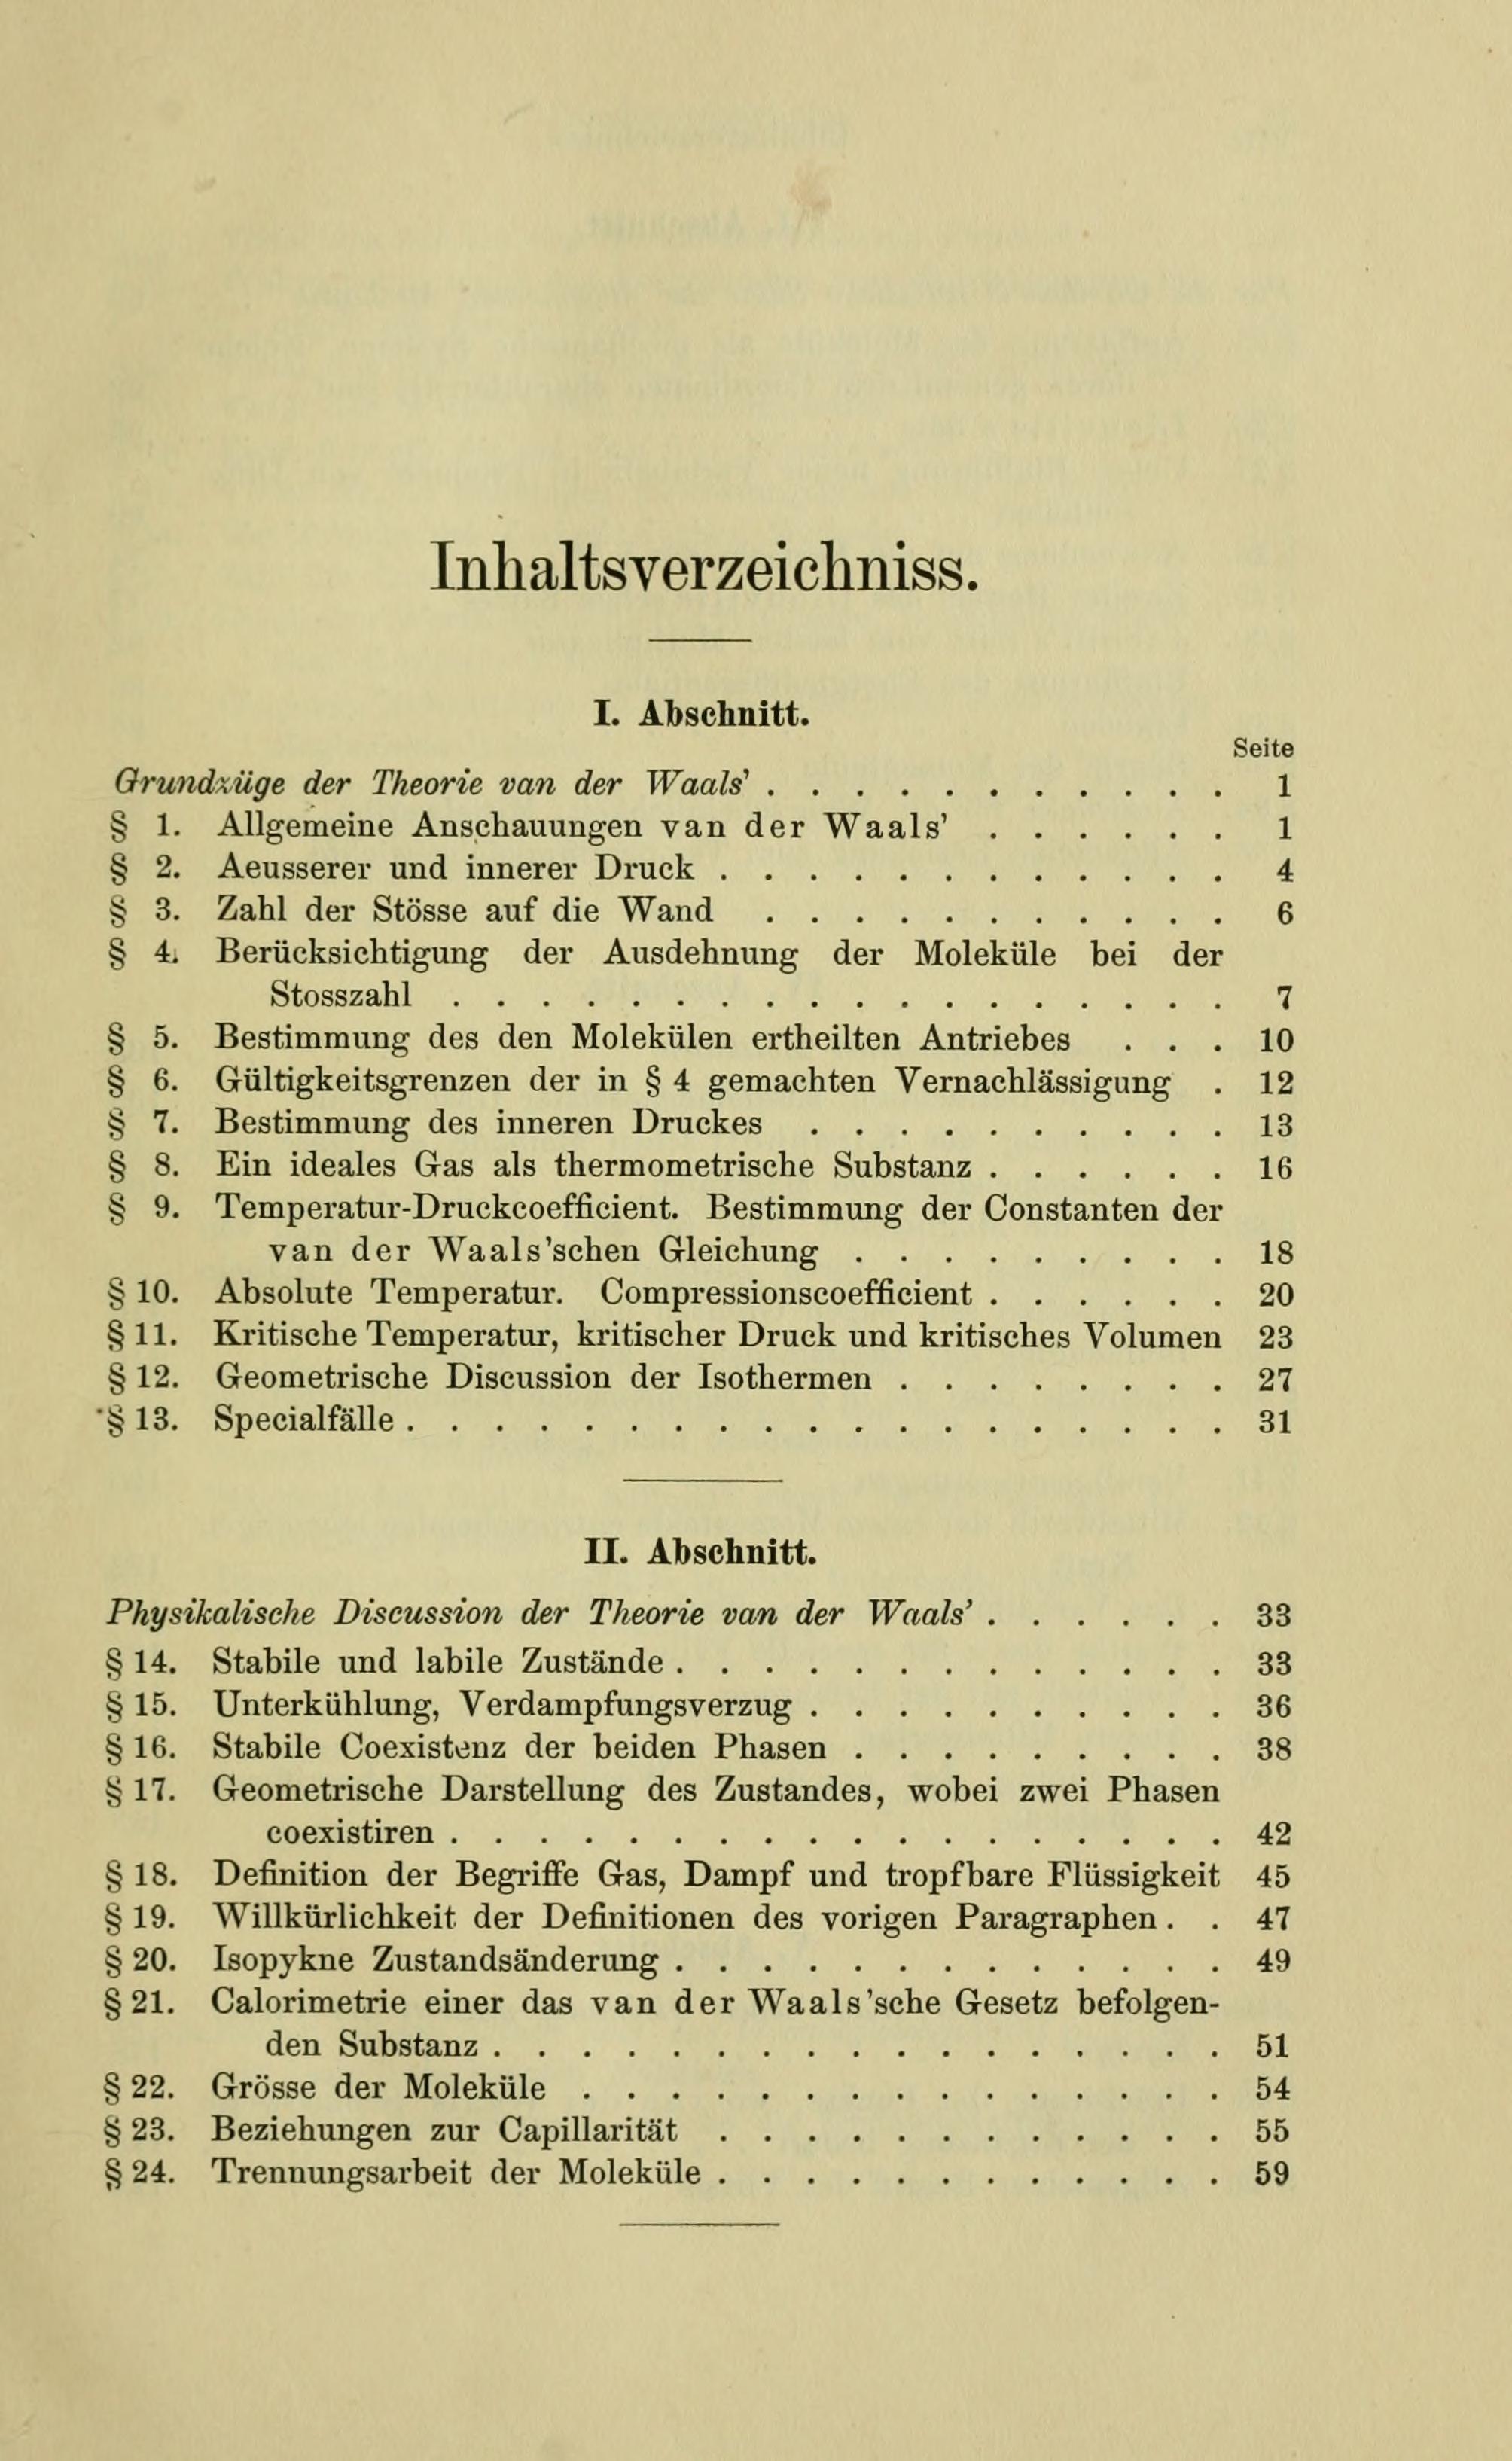 Inhaltsverzeichniss.
I. Abschnitt.
Seite
Grundzüge der Theorie van der Waals' . . . . . . . . . . . 1
§ 1. Allgemeine Anschauungen van der Waals' . . . . . . 1
§ 2. Aeusserer und innerer Druck . . . . . . . . . . . . 4
§ 3. Zahl der Stösse auf die Wand . . . . . . . . . . . 6
§ 4. Berücksichtigung der Ausdehnung der Moleküle bei der
Stosszahl . . . . . . . . . . . . . . . . . . 7
§ 5. Bestimmung des den Molekülen ertheilten Antriebes . . . 10
§ 6. Gültigkeitsgrenzen der in § 4 gemachten Vernachlässigung . 12
§ 7. Bestimmung des inneren Druckes . . . . . . . . . . 13
§ 8. Ein ideales Gas als thermometrische Substanz . . . . . . 16
§ 9. Temperatur-Druckcoefficient. Bestimmung der Constanten der
van der Waals'schen Gleichung . . . . . . . . . 18
§ 10. Absolute Temperatur. Compressionscoefficient . . . . . . 20
§ 11. Kritische Temperatur, kritischer Druck und kritisches Volumen 23
§ 12. Geometrische Discussion der Isothermen . . . . . . . . 27
§ 13. Specialfälle . . . . . . . . . . . . . . . . . . . 31
II. Abschnitt.
Physikalische Discussion der Theorie van der Waals' . . . . . . 33
§ 14. Stabile und labile Zustände . . . . . . . . . . . . . 33
§ 15. Unterkühlung, Verdampfungsverzug . . . . . . . . . . 36
§ 16. Stabile Coexistenz der beiden Phasen . . . . . . . . . 38
§ 17. Geometrische Darstellung des Zustandes, wobei zwei Phasen
coexistiren . . . . . . . . . . . . . . . . . . 42
§ 18. Definition der Begriffe Gas, Dampf und tropfbare Flüssigkeit 45
§ 19. Willkürlichkeit der Definitionen des vorigen Paragraphen . . 47
§ 20. Isopykne Zustandsänderung . . . . . . . . . . . . . 49
§ 21. Calorimetrie einer das van der Waals'sche Gesetz befolgen-
den Substanz . . . . . . . . . . . . . . . . . 51
§ 22. Grösse der Moleküle . . . . . . . . . . . . . . . 54
§ 23. Beziehungen zur Capillarität . . . . . . . . . . . . 55
§ 24. Trennungsarbeit der Moleküle . . . . . . . . . . . . 59